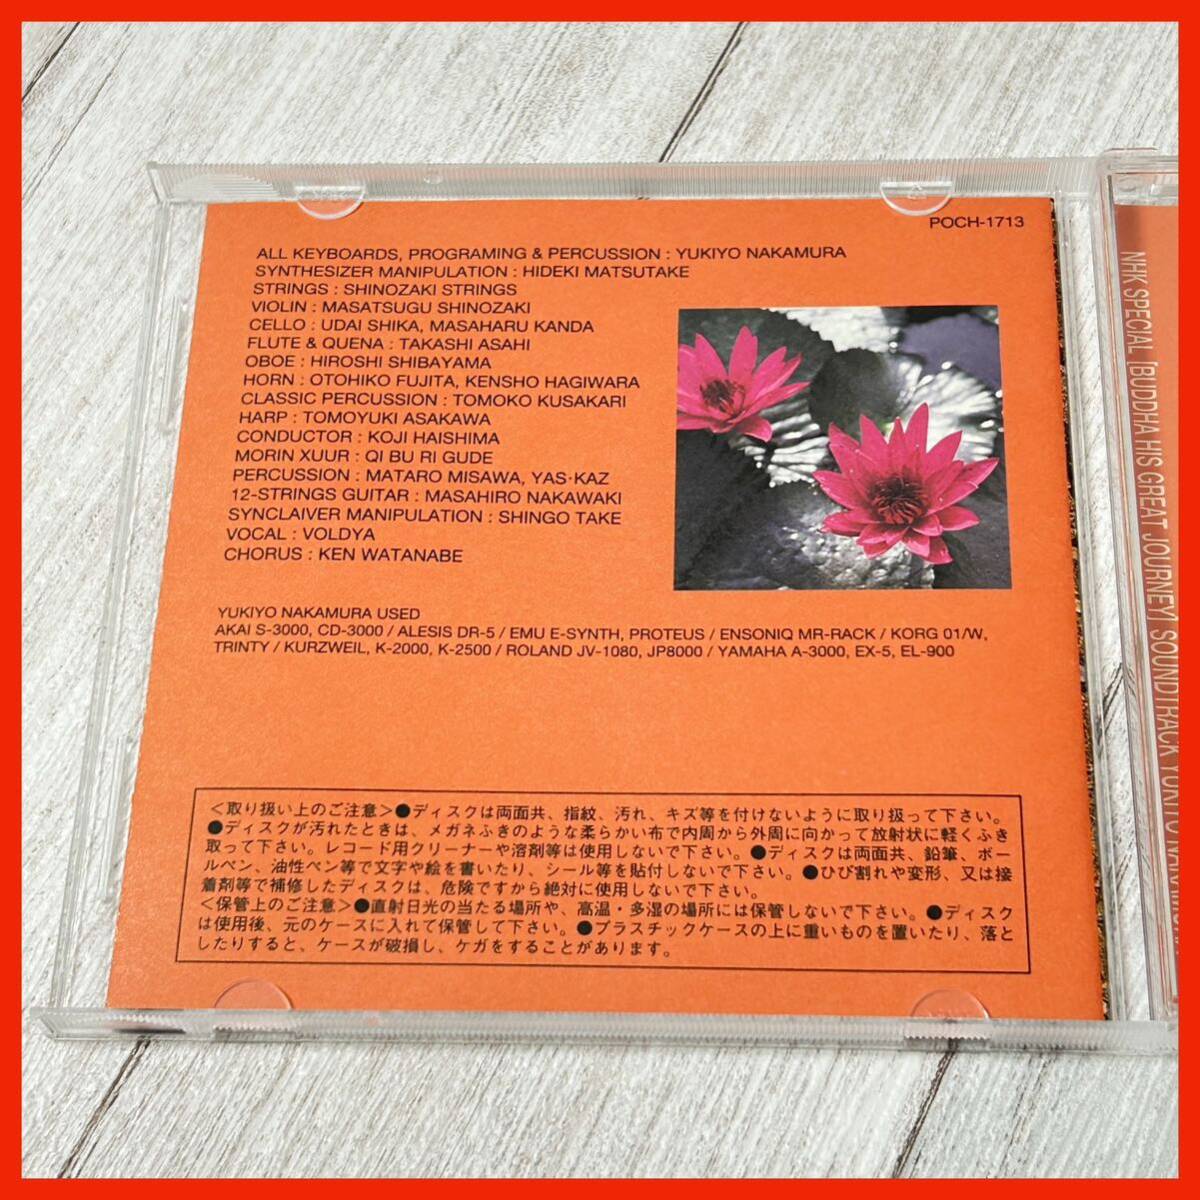 POCH-1713
ALL KEYBOARDS, PROGRAMING & PERCUSSION : YUKIYO NAKAMURA
SYNTHESIZER MANIPULATION : HIDEKI MATSUTAKE
STRINGS : SHINOZAKI STRINGS
VIOLIN : MASATSUGU SHINOZAKI
CELLO : UDAI SHIKA, MASAHARU KANDA
FLUTE & QUENA : TAKASHI ASAHI
OBOE : HIROSHI SHIBAYAMA
HORN : OTOHIKO FUJITA, KENSHO HAGIWARA
CLASSIC PERCUSSION : TOMOKO KUSAKARI
HARP : TOMOYUKI ASAKAWA
CONDUCTOR : KOJI HAISHIMA
MORIN XUUR : QI BU RI GUDE
PERCUSSION : MATARO MISAWA, YAS·KAZ
12-STRINGS GUITAR : MASAHIRO NAKAWAKI
SYNCLAIVER MANIPULATION : SHINGO TAKE
VOCAL : VOLDYA
CHORUS : KEN WATANABE
YUKIYO NAKAMURA USED
AKAI S-3000, CD-3000 / ALESIS DR-5 / EMU E-SYNTH, PROTEUS / ENSONIQ MR-RACK / KORG 01/W,
TRINTY / KURZWEIL, K-2000, K-2500 / ROLAND JV-1080, JP8000 / YAMAHA A-3000, EX-5, EL-900
<取り扱い上のご注意>●ディスクは両面共、指紋、汚れ、キズ等を付けないように取り扱って下さい。
●ディスクが汚れたときは、メガネふきのような柔らかい布で内周から外周に向かって放射状に軽くふき
取って下さい。レコード用クリーナーや溶剤等は使用しないで下さい。●ディスクは両面共、鉛筆、ボー
ルペン、油性ペン等で文字や絵を書いたり、シール等を貼付しないで下さい。●ひび割れや変形、又は接
着剤等で補修したディスクは、危険ですから絶対に使用しないで下さい。
<保管上のご注意>●直射日光の当たる場所や、高温・多湿の場所には保管しないで下さい。●ディスク
は使用後、元のケースに入れて保管して下さい。●プラスチックケースの上に重いものを置いたり、落と
したりすると、ケースが破損し、ケガをすることがあります。
NHK SPECIAL [BUDDHA HIS GREAT JOURNEY] SOUNDTRACK YUKIYO NAKAMURA